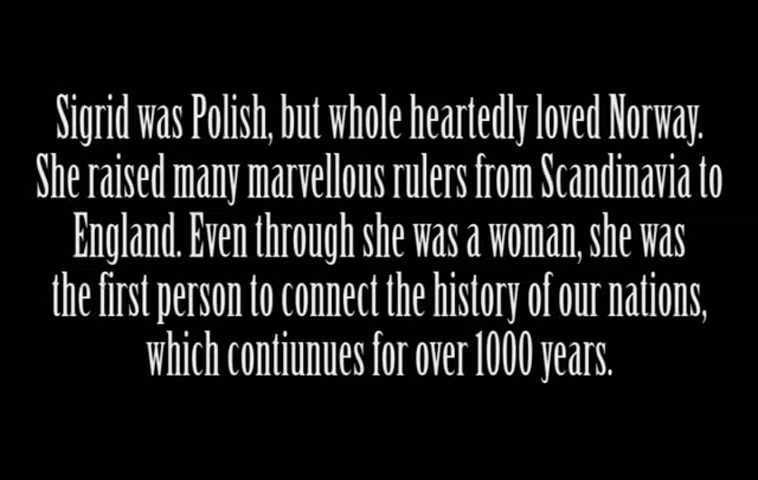 Sigrid was Polish, but whole heartedly loved Norway.
She raised many marvellous rulers from Scandinavia to
England. Even through she was a woman, she was
the first person to connect the history of our nations,
which contiunues for over 1000 years.